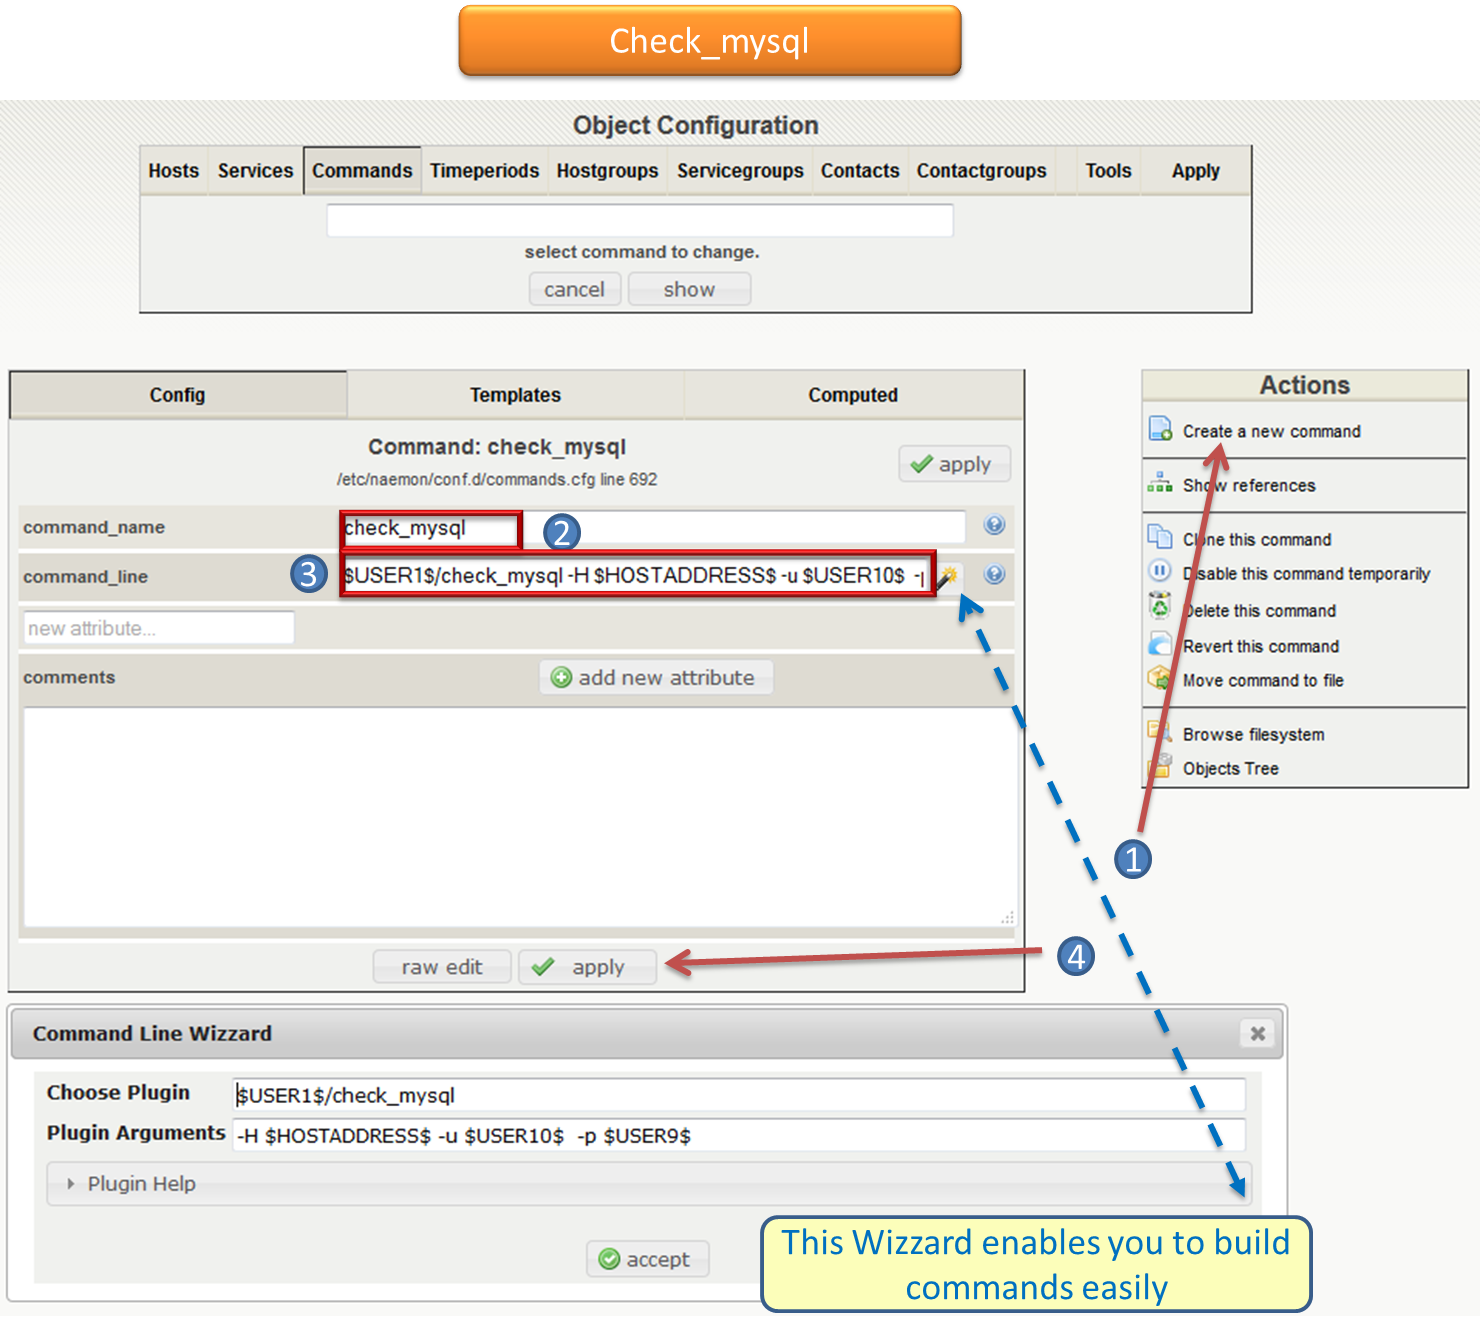 Check_mysql
Object Configuration
Hosts Services Commands Timeperiods Hostgroups Servicegroups Contacts Contactgroups Tools Apply
select command to change.
cancel show
Config Templates Computed
Command: check_mysql
/etc/naemon/conf.d/commands.cfg line 692
apply
command_name check_mysql 2
3 command_line $USER1$/check_mysql -H $HOSTADDRESS$ -u $USER10$ -p
new attribute...
comments add new attribute
raw edit apply
4
Actions
Create a new command
Show references
Clone this command
Disable this command temporarily
Delete this command
Revert this command
Move command to file
Browse filesystem
Objects Tree
1
Command Line Wizzard
Choose Plugin $USER1$/check_mysql
Plugin Arguments -H $HOSTADDRESS$ -u $USER10$ -p $USER9$
Plugin Help
accept
This Wizzard enables you to build
commands easily